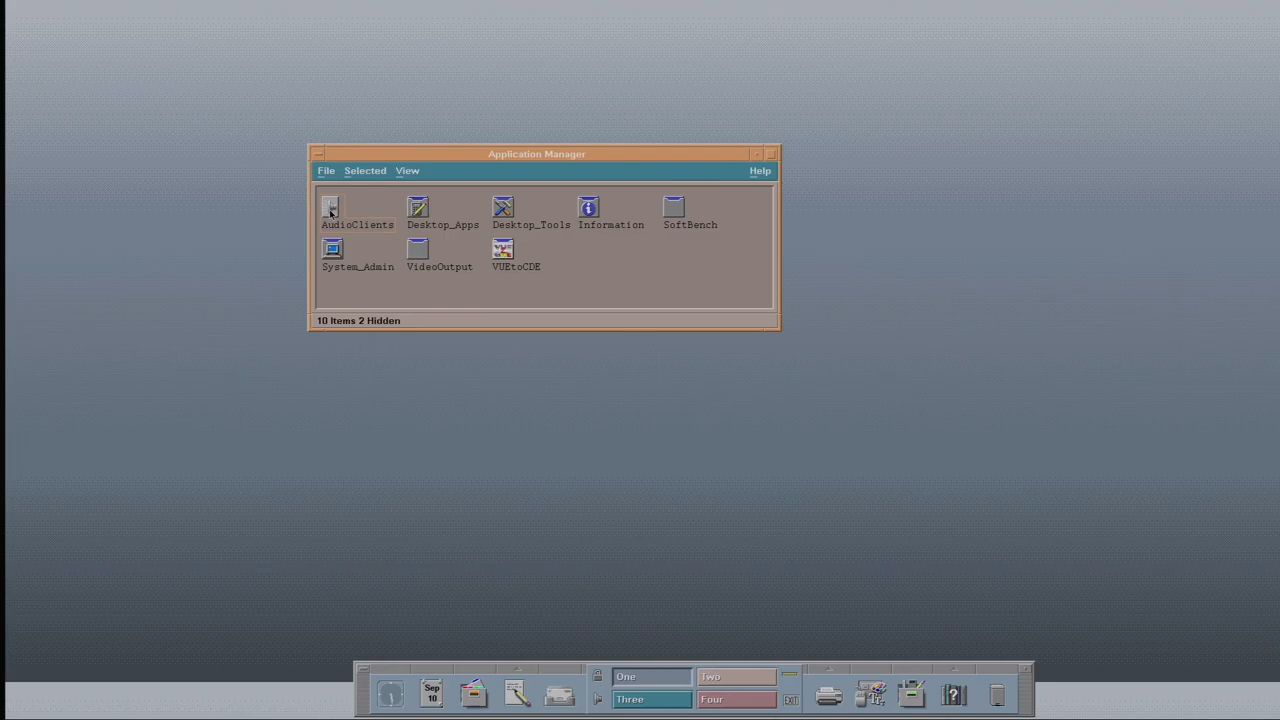 Application Manager
File Selected View Help
AudioClients Desktop_Apps Desktop_Tools Information SoftBench
System_Admin VideoOutput VUEtoCDE
10 Items 2 Hidden
One Two
Sep
10
Three Four
EXIT